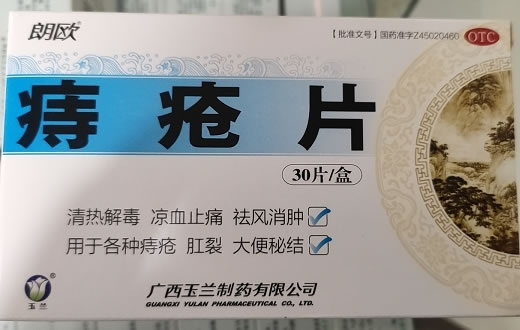 朗欧
【批准文号】国药准字Z45020460
OTC
痔疮片
30片/盒
清热解毒 凉血止痛 祛风消肿
用于各种痔疮 肛裂 大便秘结
玉兰
广西玉兰制药有限公司
GUANGXI YULAN PHARMACEUTICAL CO., LTD.